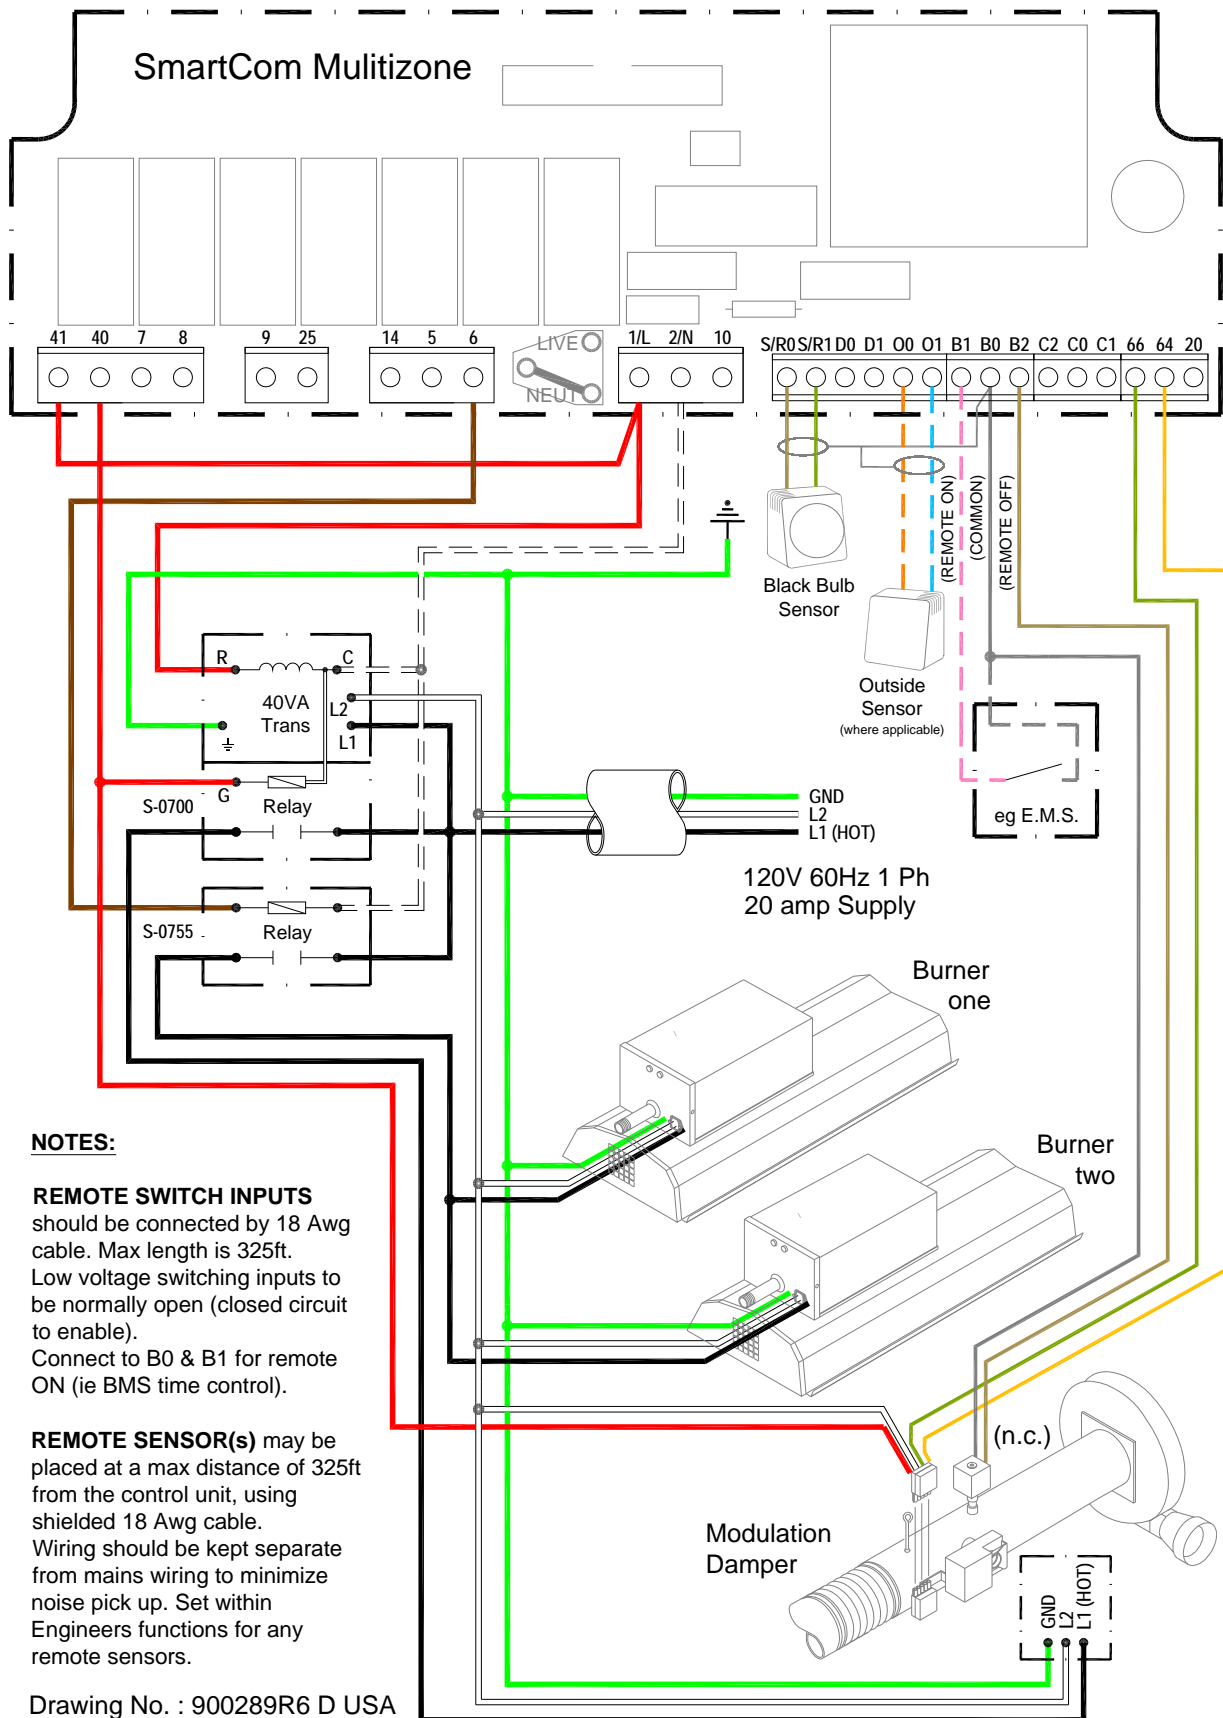 SmartCom Mulitizone
41 40 7 8 9 25 14 5 6 LIVE NEUT 1/L 2/N 10 S/R0 S/R1 D0 D1 O0 O1 B1 B0 B2 C2 C0 C1 66 64 20
(REMOTE ON)
(COMMON)
(REMOTE OFF)
Black Bulb
Sensor
Outside
Sensor
(where applicable)
R C
40VA
Trans
L2
L1
G
S-0700
Relay
eg E.M.S.
GND
L2
L1 (HOT)
120V 60Hz 1 Ph
20 amp Supply
S-0755
Relay
Burner
one
Burner
two
NOTES:
REMOTE SWITCH INPUTS
should be connected by 18 Awg
cable. Max length is 325ft.
Low voltage switching inputs to
be normally open (closed circuit
to enable).
Connect to B0 & B1 for remote
ON (ie BMS time control).
REMOTE SENSOR(s) may be
placed at a max distance of 325ft
from the control unit, using
shielded 18 Awg cable.
Wiring should be kept separate
from mains wiring to minimize
noise pick up. Set within
Engineers functions for any
remote sensors.
(n.c.)
Modulation
Damper
GND
L2
L1 (HOT)
Drawing No. : 900289R6 D USA